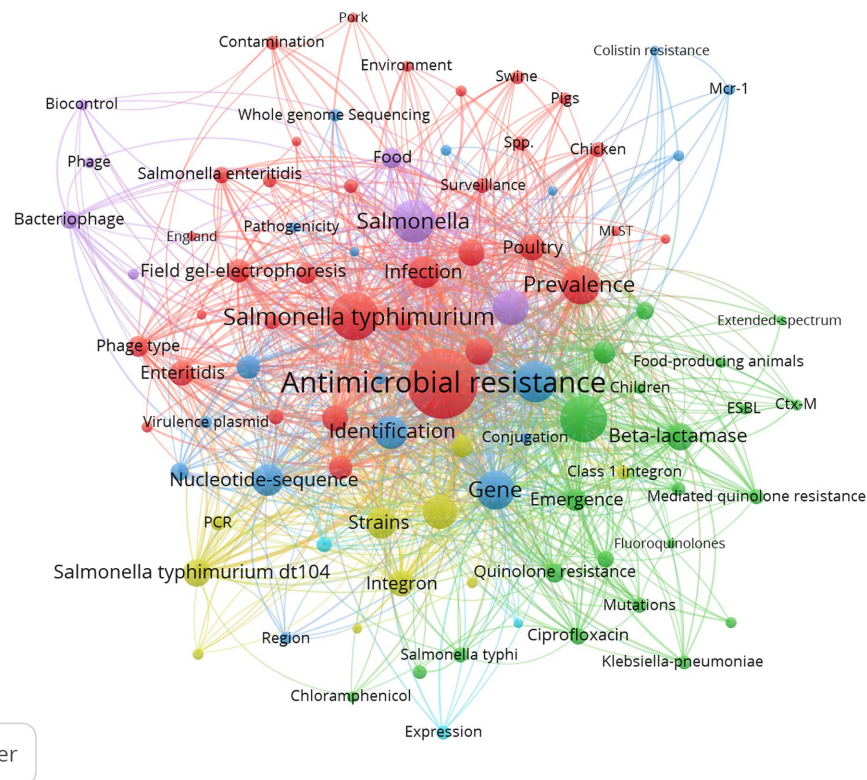 Pork
Contamination
Colistin resistance
Environment
Swine
Mcr-1
Pigs
Biocontrol
Whole genome Sequencing
Spp.
Chicken
Food
Phage
Salmonella enteritidis
Surveillance
Bacteriophage
Salmonella
Pathogenicity
England
MLST
Poultry
Field gel-electrophoresis
Infection
Prevalence
Salmonella typhimurium
Extended-spectrum
Phage type
Food-producing animals
Enteritidis
Antimicrobial resistance
Children
Ctx-M
ESBL
Virulence plasmid
Identification
Conjugation
Beta-lactamase
Class 1 integron
Nucleotide-sequence
Gene
Emergence
Mediated quinolone resistance
PCR
Strains
Fluoroquinolones
Salmonella typhimurium dt104
Quinolone resistance
Integron
Mutations
Region
Ciprofloxacin
Salmonella typhi
Klebsiella-pneumoniae
Chloramphenicol
Expression
er